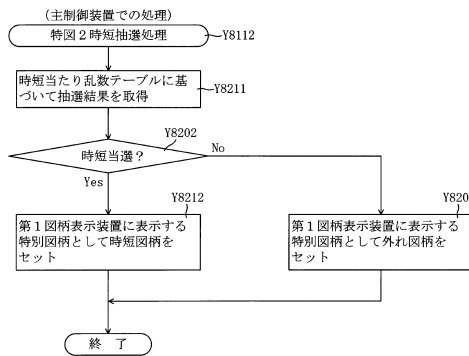 (主制御装置での処理)
特図2時短抽選処理
Y8112
時短当たり乱数テーブルに基
づいて抽選結果を取得
Y8211
時短当選?
Y8202
No
Yes
Y8212
第1図柄表示装置に表示する
特別図柄として時短図柄を
セット
Y820
第1図柄表示装置に表示する
特別図柄として外れ図柄を
セット
終 了